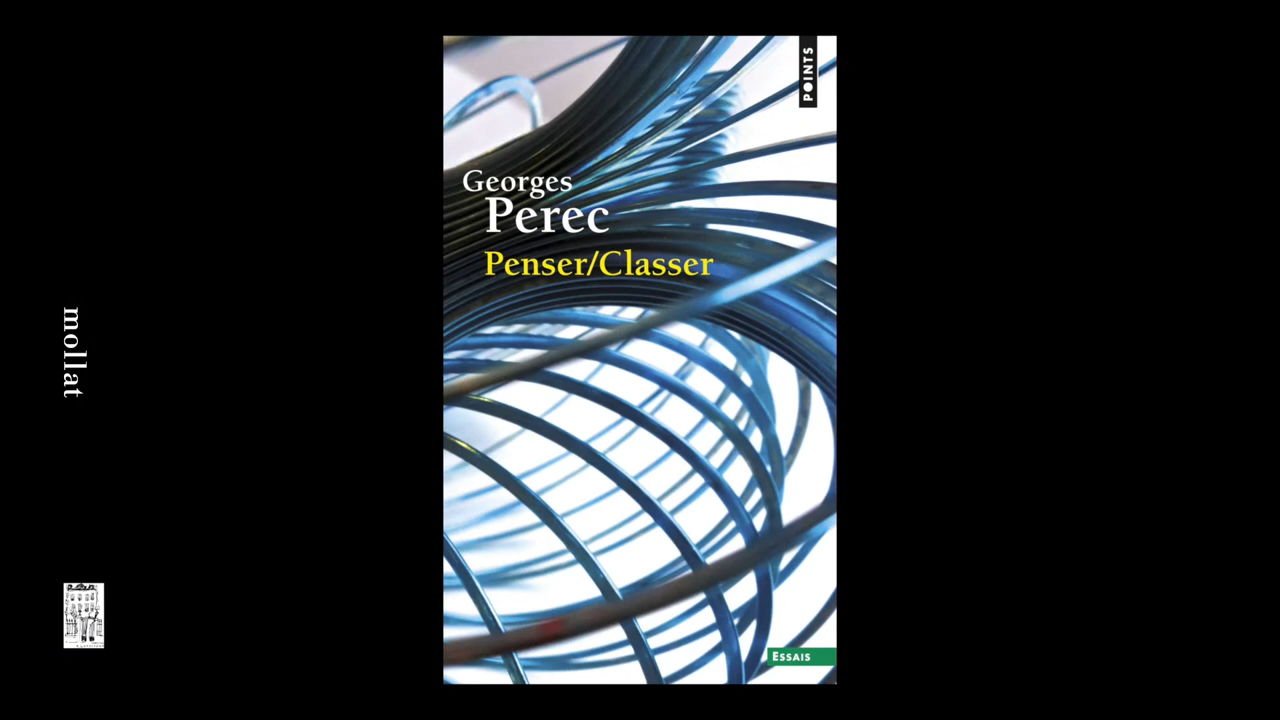 POINTS
Georges
Perec
Penser/Classer
mollat
ESSAIS